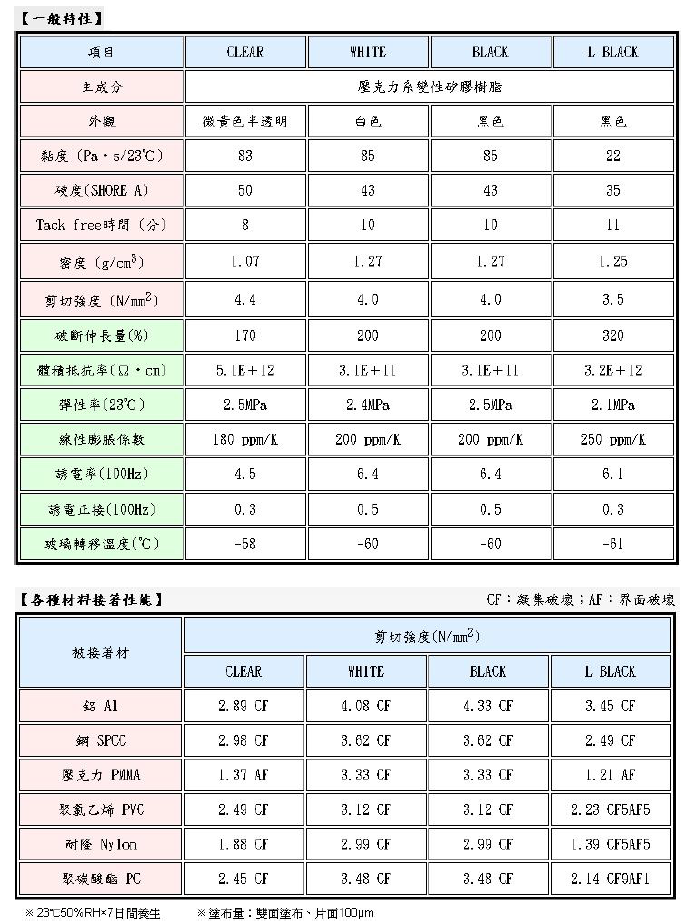 【一般特性】
項目 CLEAR WHITE BLACK L BLACK
主成分 壓克力系變性矽膠樹脂
外觀 微黃色半透明 白色 黑色 黑色
黏度 (Pa·s/23℃) 83 85 85 22
硬度(SHORE A) 50 43 43 35
Tack free時間 (分) 8 10 10 11
密度 (g/cm³) 1.07 1.27 1.27 1.25
剪切強度 (N/mm²) 4.4 4.0 4.0 3.5
破斷伸長量(%) 170 200 200 320
體積抵抗率(Ω·cm) 5.1E+12 3.1E+11 3.1E+11 3.2E+12
彈性率(23℃) 2.5MPa 2.4MPa 2.5MPa 2.1MPa
線性膨脹係數 180 ppm/K 200 ppm/K 200 ppm/K 250 ppm/K
誘電率(100Hz) 4.5 6.4 6.4 6.1
誘電正接(100Hz) 0.3 0.5 0.5 0.3
玻璃轉移溫度(℃) -58 -60 -60 -61
【各種材料接著性能】 CF：凝集破壞；AF：界面破壞
被接著材 剪切強度(N/mm²)
CLEAR WHITE BLACK L BLACK
鋁 Al 2.89 CF 4.08 CF 4.33 CF 3.45 CF
鋼 SPCC 2.98 CF 3.62 CF 3.62 CF 2.49 CF
壓克力 PMMA 1.37 AF 3.33 CF 3.33 CF 1.21 AF
聚氯乙烯 PVC 2.49 CF 3.12 CF 3.12 CF 2.23 CF5AF5
耐隆 Nylon 1.88 CF 2.99 CF 2.99 CF 1.39 CF5AF5
聚碳酸酯 PC 2.45 CF 3.48 CF 3.48 CF 2.14 CF9AF1
※23℃50%RH×7日間養生 ※塗布量：雙面塗布、片面100μm